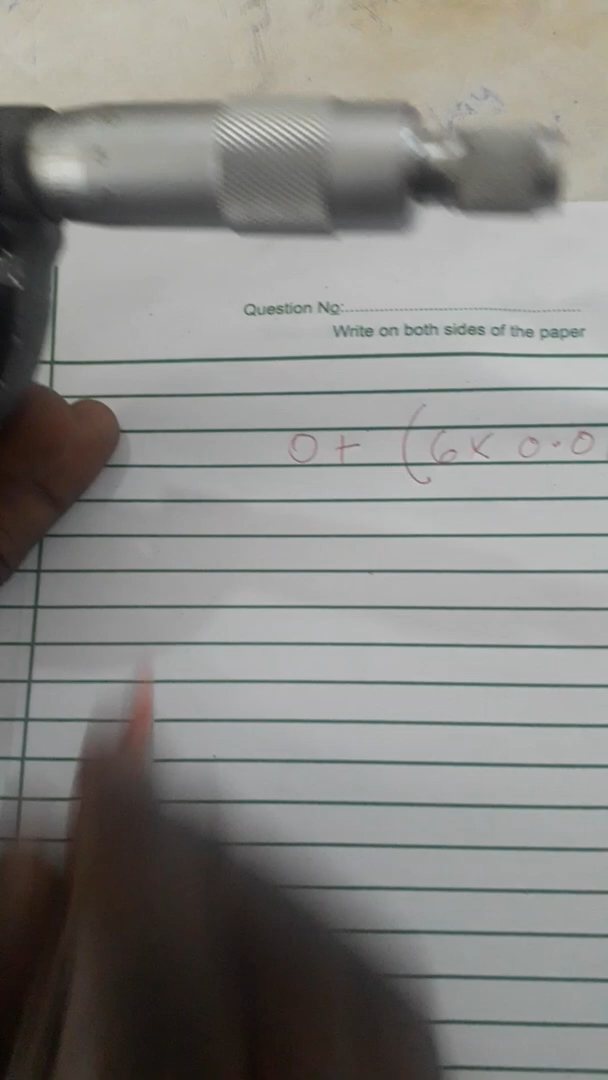 Question No:
Write on both sides of the paper
0 + (6 × 0.0